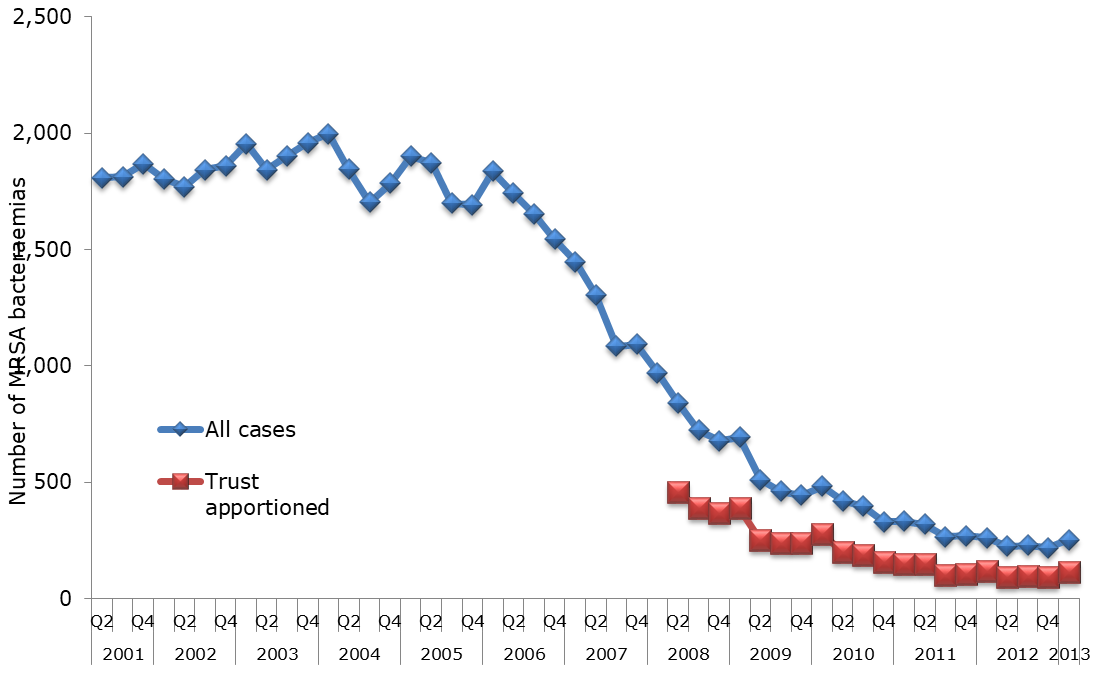 2,500
2,000
1,500
1,000
500
0
Number of MRSA bacteraemias
All cases
Trust
apportioned
Q2 Q4 Q2 Q4 Q2 Q4 Q2 Q4 Q2 Q4 Q2 Q4 Q2 Q4 Q2 Q4 Q2 Q4 Q2 Q4 Q2 Q4 Q2 Q4
2001 2002 2003 2004 2005 2006 2007 2008 2009 2010 2011 2012 2013